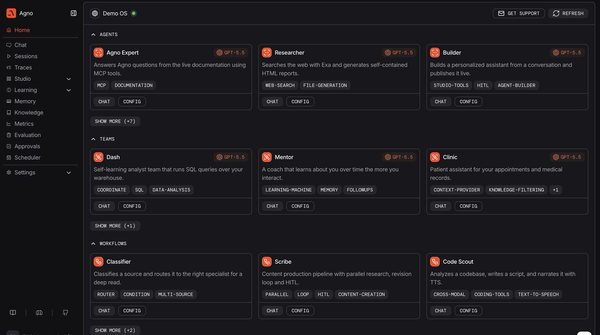 Agno
Demo OS
GET SUPPORT
REFRESH
Home
Chat
Sessions
Traces
Studio
Learning
Memory
Knowledge
Metrics
Evaluation
Approvals
Scheduler
Settings
AGENTS
Agno Expert
GPT-5.5
Answers Agno questions from the live documentation using
MCP tools.
MCP
DOCUMENTATION
CHAT
CONFIG
Researcher
GPT-5.5
Searches the web with Exa and generates self-contained
HTML reports.
WEB-SEARCH
FILE-GENERATION
CHAT
CONFIG
Builder
GPT-5.5
Builds a personalized assistant from a conversation and
publishes it live.
STUDIO-TOOLS
HITL
AGENT-BUILDER
CHAT
CONFIG
SHOW MORE (+7)
TEAMS
Dash
GPT-5.5
Self-learning analyst team that runs SQL queries over your
warehouse.
COORDINATE
SQL
DATA-ANALYSIS
CHAT
CONFIG
Mentor
GPT-5.5
A coach that learns about you over time the more you
interact.
LEARNING-MACHINE
MEMORY
FOLLOWUPS
CHAT
CONFIG
Clinic
GPT-5.5
Patient assistant for your appointments and medical
records.
CONTEXT-PROVIDER
KNOWLEDGE-FILTERING
+1
CHAT
CONFIG
SHOW MORE (+1)
WORKFLOWS
Classifier
Classifies a source and routes it to the right specialist for a
deep read.
ROUTER
CONDITION
MULTI-SOURCE
CHAT
CONFIG
Scribe
Content production pipeline with parallel research, revision
loop and HITL.
PARALLEL
LOOP
HITL
CONTENT-CREATION
CHAT
CONFIG
Code Scout
Analyzes a codebase, writes a script, and narrates it with
TTS.
CROSS-MODAL
CODING-TOOLS
TEXT-TO-SPEECH
CHAT
CONFIG
SHOW MORE (+2)